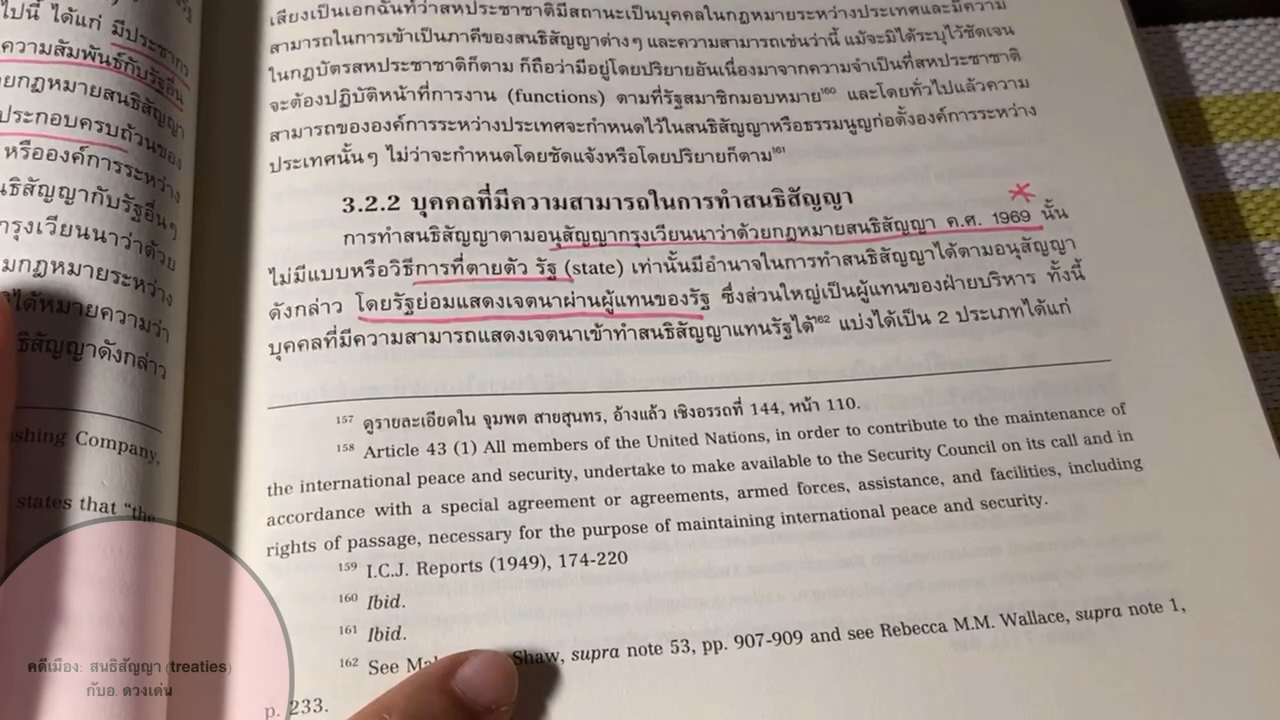 ไปนี้ ได้แก่ มีประชากร
ความสัมพันธ์กับรัฐอื่น
ยกฎหมายสนธิสัญญา
ประกอบครบถ้วนของ
หรือองค์การระหว่าง
นธิสัญญากับรัฐอื่นๆ
กรุงเวียนนาว่าด้วย
มกฎหมายระหว่าง
ได้หมายความว่า
ธิสัญญาดังกล่าว
shing Company,
states that “the
เสียงเป็นเอกฉันท์ว่าสหประชาชาติมีสถานะเป็นบุคคลในกฎหมายระหว่างประเทศและมีความ
สามารถในการเข้าเป็นภาคีของสนธิสัญญาต่างๆ และความสามารถเช่นว่านี้ แม้จะมิได้ระบุไว้ชัดเจน
ในกฎบัตรสหประชาชาติก็ตาม ก็ถือว่ามีอยู่โดยปริยายอันเนื่องมาจากความจำเป็นที่สหประชาชาติ
จะต้องปฏิบัติหน้าที่การงาน (functions) ตามที่รัฐสมาชิกมอบหมาย¹⁶⁰ และโดยทั่วไปแล้วความ
สามารถขององค์การระหว่างประเทศจะกำหนดไว้ในสนธิสัญญาหรือธรรมนูญก่อตั้งองค์การระหว่าง
ประเทศนั้นๆ ไม่ว่าจะกำหนดโดยชัดแจ้งหรือโดยปริยายก็ตาม¹⁶¹
3.2.2 บุคคลที่มีความสามารถในการทำสนธิสัญญา
การทำสนธิสัญญาตามอนุสัญญากรุงเวียนนาว่าด้วยกฎหมายสนธิสัญญา ค.ศ. 1969 นั้น
ไม่มีแบบหรือวิธีการที่ตายตัว รัฐ (state) เท่านั้นมีอำนาจในการทำสนธิสัญญาได้ตามอนุสัญญา
ดังกล่าว โดยรัฐย่อมแสดงเจตนาผ่านผู้แทนของรัฐ ซึ่งส่วนใหญ่เป็นผู้แทนของฝ่ายบริหาร ทั้งนี้
บุคคลที่มีความสามารถแสดงเจตนาเข้าทำสนธิสัญญาแทนรัฐได้¹⁶² แบ่งได้เป็น 2 ประเภทได้แก่
¹⁵⁷ ดูรายละเอียดใน จุมพต สายสุนทร, อ้างแล้ว เชิงอรรถที่ 144, หน้า 110.
¹⁵⁸ Article 43 (1) All members of the United Nations, in order to contribute to the maintenance of
the international peace and security, undertake to make available to the Security Council on its call and in
accordance with a special agreement or agreements, armed forces, assistance, and facilities, including
rights of passage, necessary for the purpose of maintaining international peace and security.
¹⁵⁹ I.C.J. Reports (1949), 174-220
¹⁶⁰ Ibid.
¹⁶¹ Ibid.
¹⁶² See Shaw, supra note 53, pp. 907-909 and see Rebecca M.M. Wallace, supra note 1,
p. 233.
คดีเมือง: สนธิสัญญา (treaties)
กับอ. ดวงเด่น